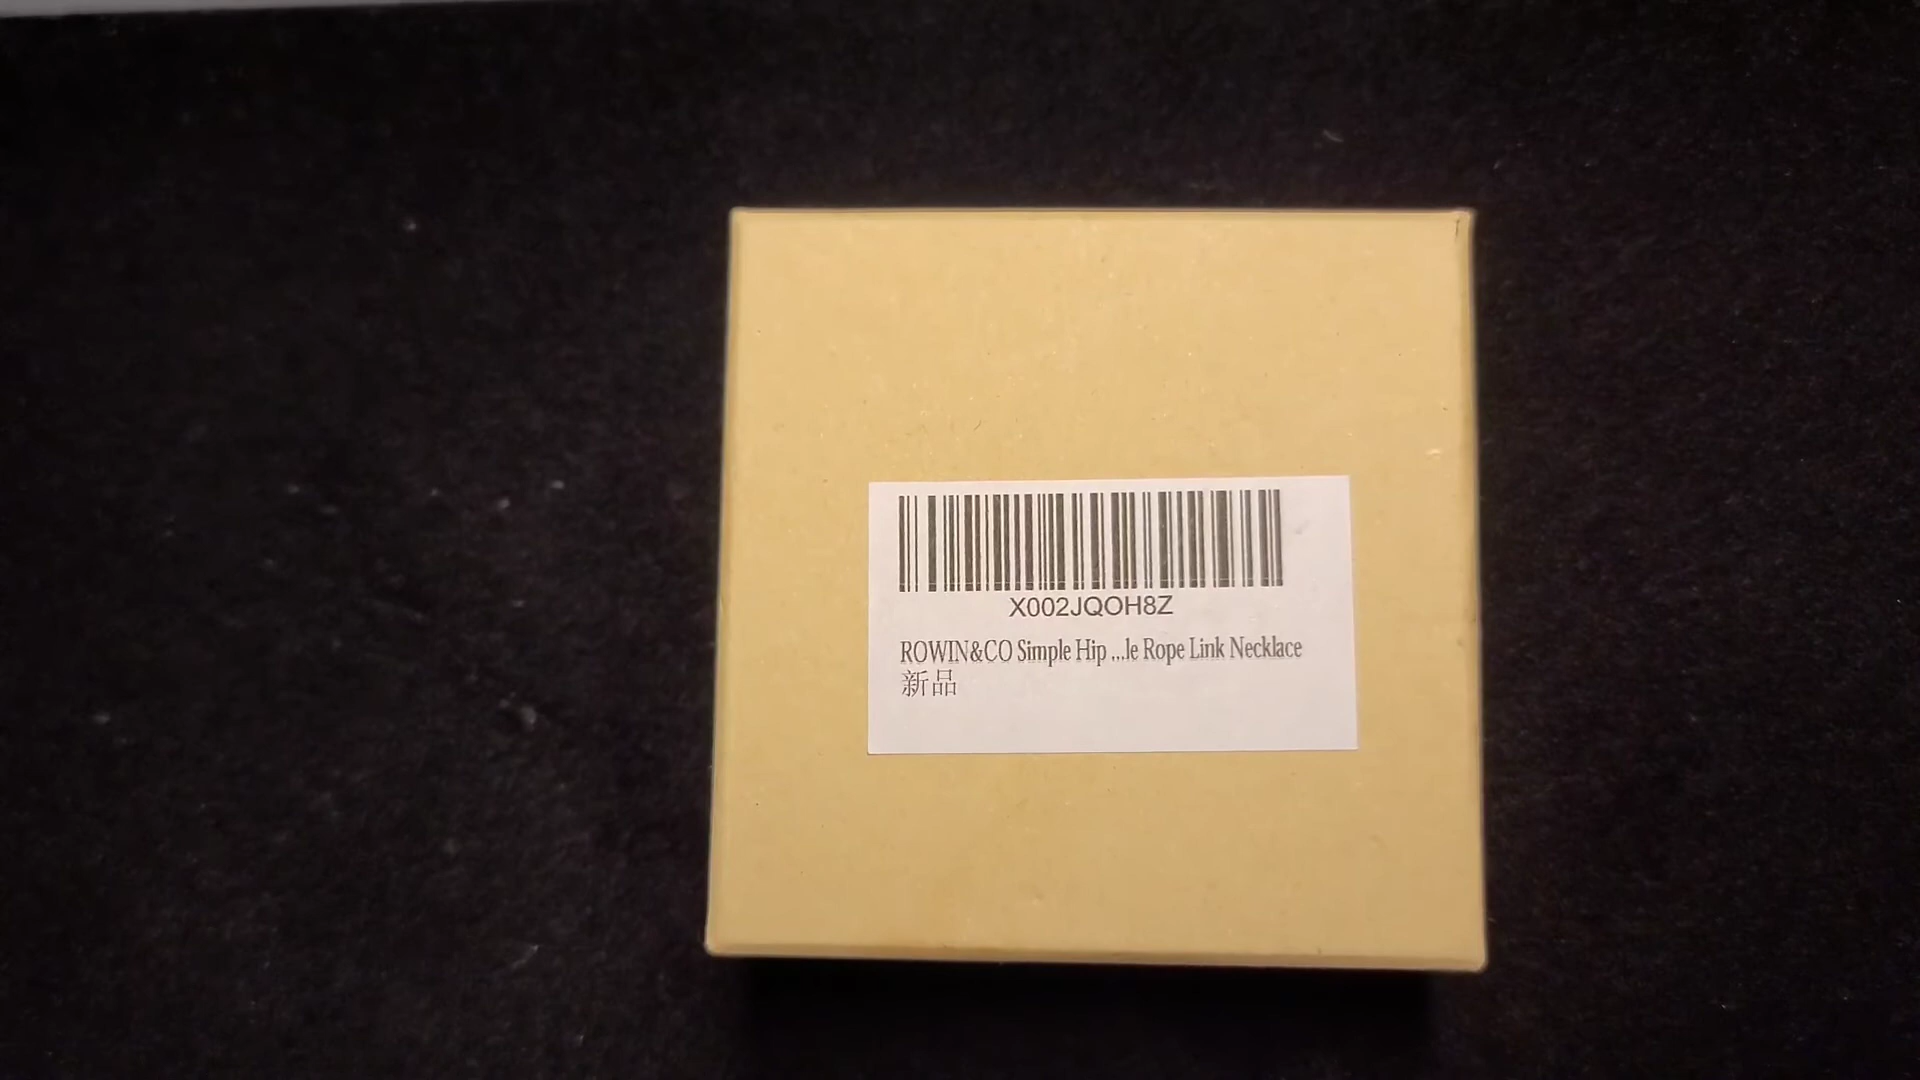 X002JQOH8Z
ROWIN&CO Simple Hip ...le Rope Link Necklace
新品